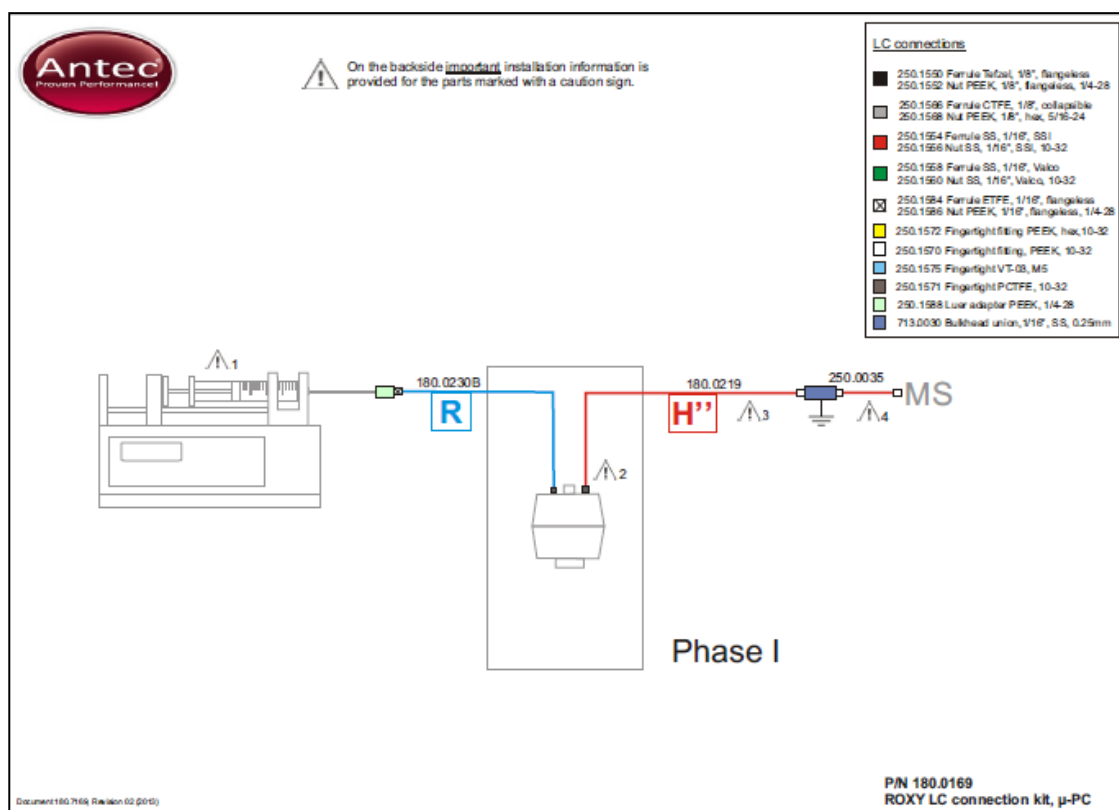 Antec
Proven Performance!
On the backside important installation information is
provided for the parts marked with a caution sign.
LC connections
250.1550 Ferrule Tefzel, 1/8", flangeless
250.1552 Nut PEEK, 1/8", flangeless, 1/4-28
250.1566 Ferrule CTFE, 1/8", collapsible
250.1568 Nut PEEK, 1/8", hex, 5/16-24
250.1554 Ferrule SS, 1/16", SSI
250.1556 Nut SS, 1/16", SSI, 10-32
250.1558 Ferrule SS, 1/16", Valco
250.1560 Nut SS, 1/16", Valco, 10-32
250.1584 Ferrule ETFE, 1/16", flangeless
250.1586 Nut PEEK, 1/16", flangeless, 1/4-28
250.1572 Fingertight fitting PEEK, hex,10-32
250.1570 Fingertight fitting, PEEK, 10-32
250.1575 Fingertight VT-03, M5
250.1571 Fingertight PCTFE, 10-32
250.1588 Luer adapter PEEK, 1/4-28
713.0030 Bulkhead union,1/16", SS, 0.25mm
1
180.0230B
R
180.0219
H’’
3
250.0035
4
MS
2
Phase I
P/N 180.0169
ROXY LC connection kit, µ-PC
Document 180.7169, Revision 02 (2013)